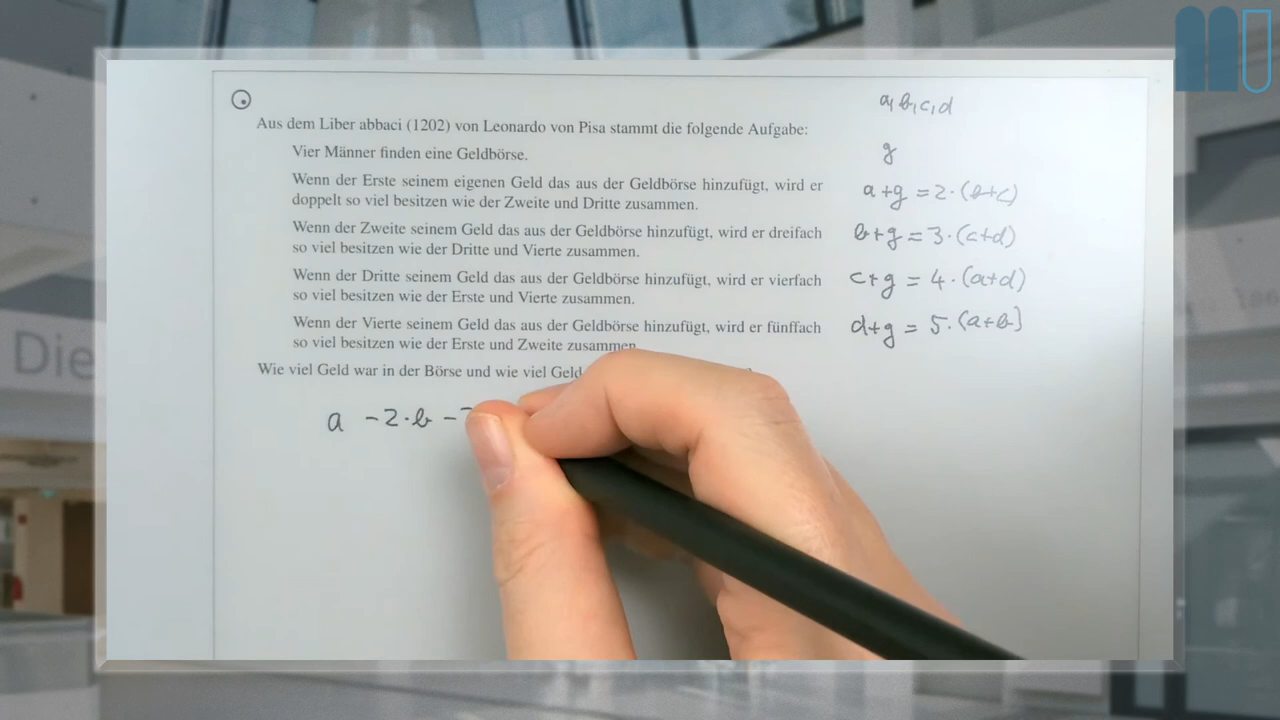 Aus dem Liber abbaci (1202) von Leonardo von Pisa stammt die folgende Aufgabe:
Vier Männer finden eine Geldbörse.
Wenn der Erste seinem eigenen Geld das aus der Geldbörse hinzufügt, wird er
doppelt so viel besitzen wie der Zweite und Dritte zusammen.
Wenn der Zweite seinem Geld das aus der Geldbörse hinzufügt, wird er dreifach
so viel besitzen wie der Dritte und Vierte zusammen.
Wenn der Dritte seinem Geld das aus der Geldbörse hinzufügt, wird er vierfach
so viel besitzen wie der Erste und Vierte zusammen.
Wenn der Vierte seinem Geld das aus der Geldbörse hinzufügt, wird er fünffach
so viel besitzen wie der Erste und Zweite zusammen.
Wie viel Geld war in der Börse und wie viel Geld
a, b, c, d
g
a+g = 2·(b+c)
b+g = 3·(c+d)
c+g = 4·(a+d)
d+g = 5·(a+b)
a -2·b -
Die